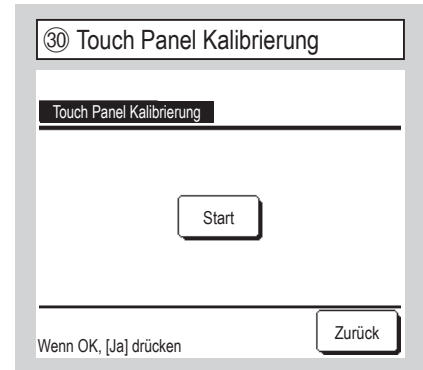 ㉚ Touch Panel Kalibrierung
Touch Panel Kalibrierung
Start
Wenn OK, [Ja] drücken
Zurück